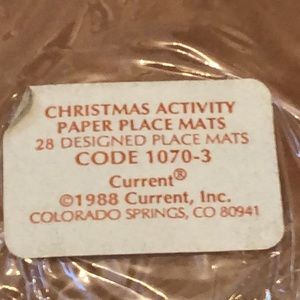 CHRISTMAS ACTIVITY
PAPER PLACE MATS
28 DESIGNED PLACE MATS
CODE 1070-3
Current®
©1988 Current, Inc.
COLORADO SPRINGS, CO 80941